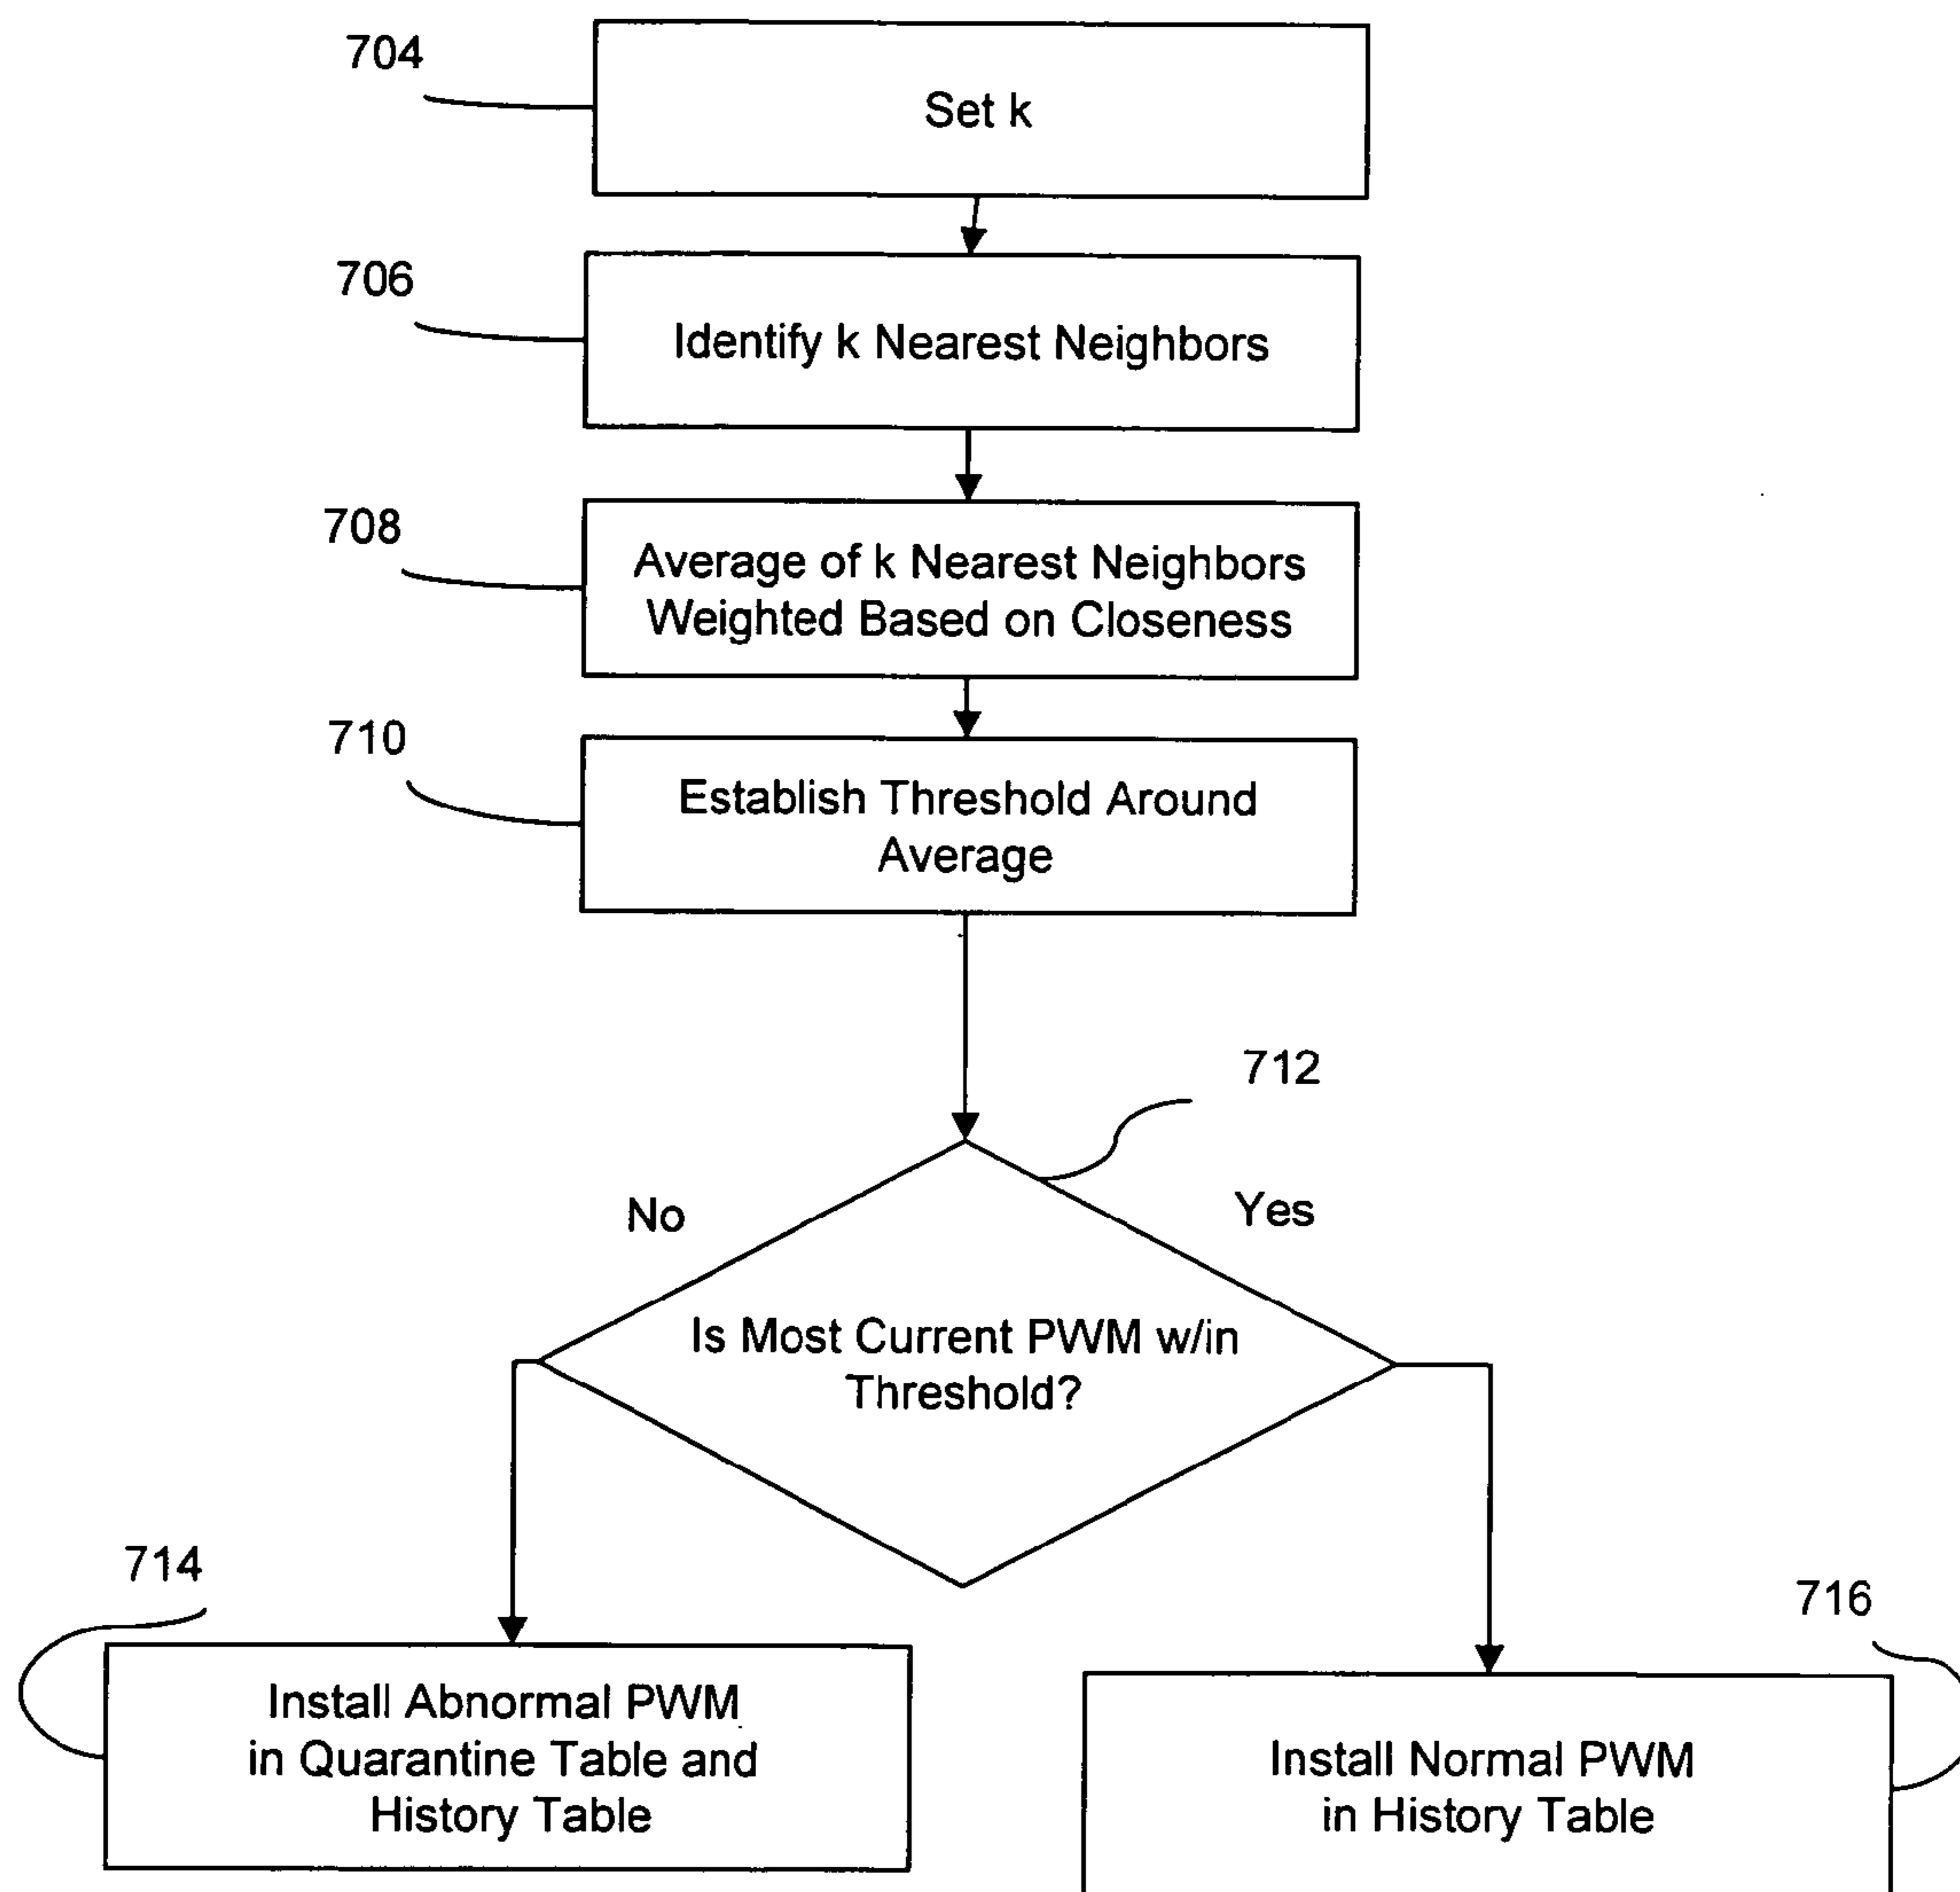 704
Set k
706
Identify k Nearest Neighbors
708
Average of k Nearest Neighbors
Weighted Based on Closeness
710
Establish Threshold Around
Average
712
No
Yes
Is Most Current PWM w/in
Threshold?
714
Install Abnormal PWM
in Quarantine Table and
History Table
716
Install Normal PWM
in History Table